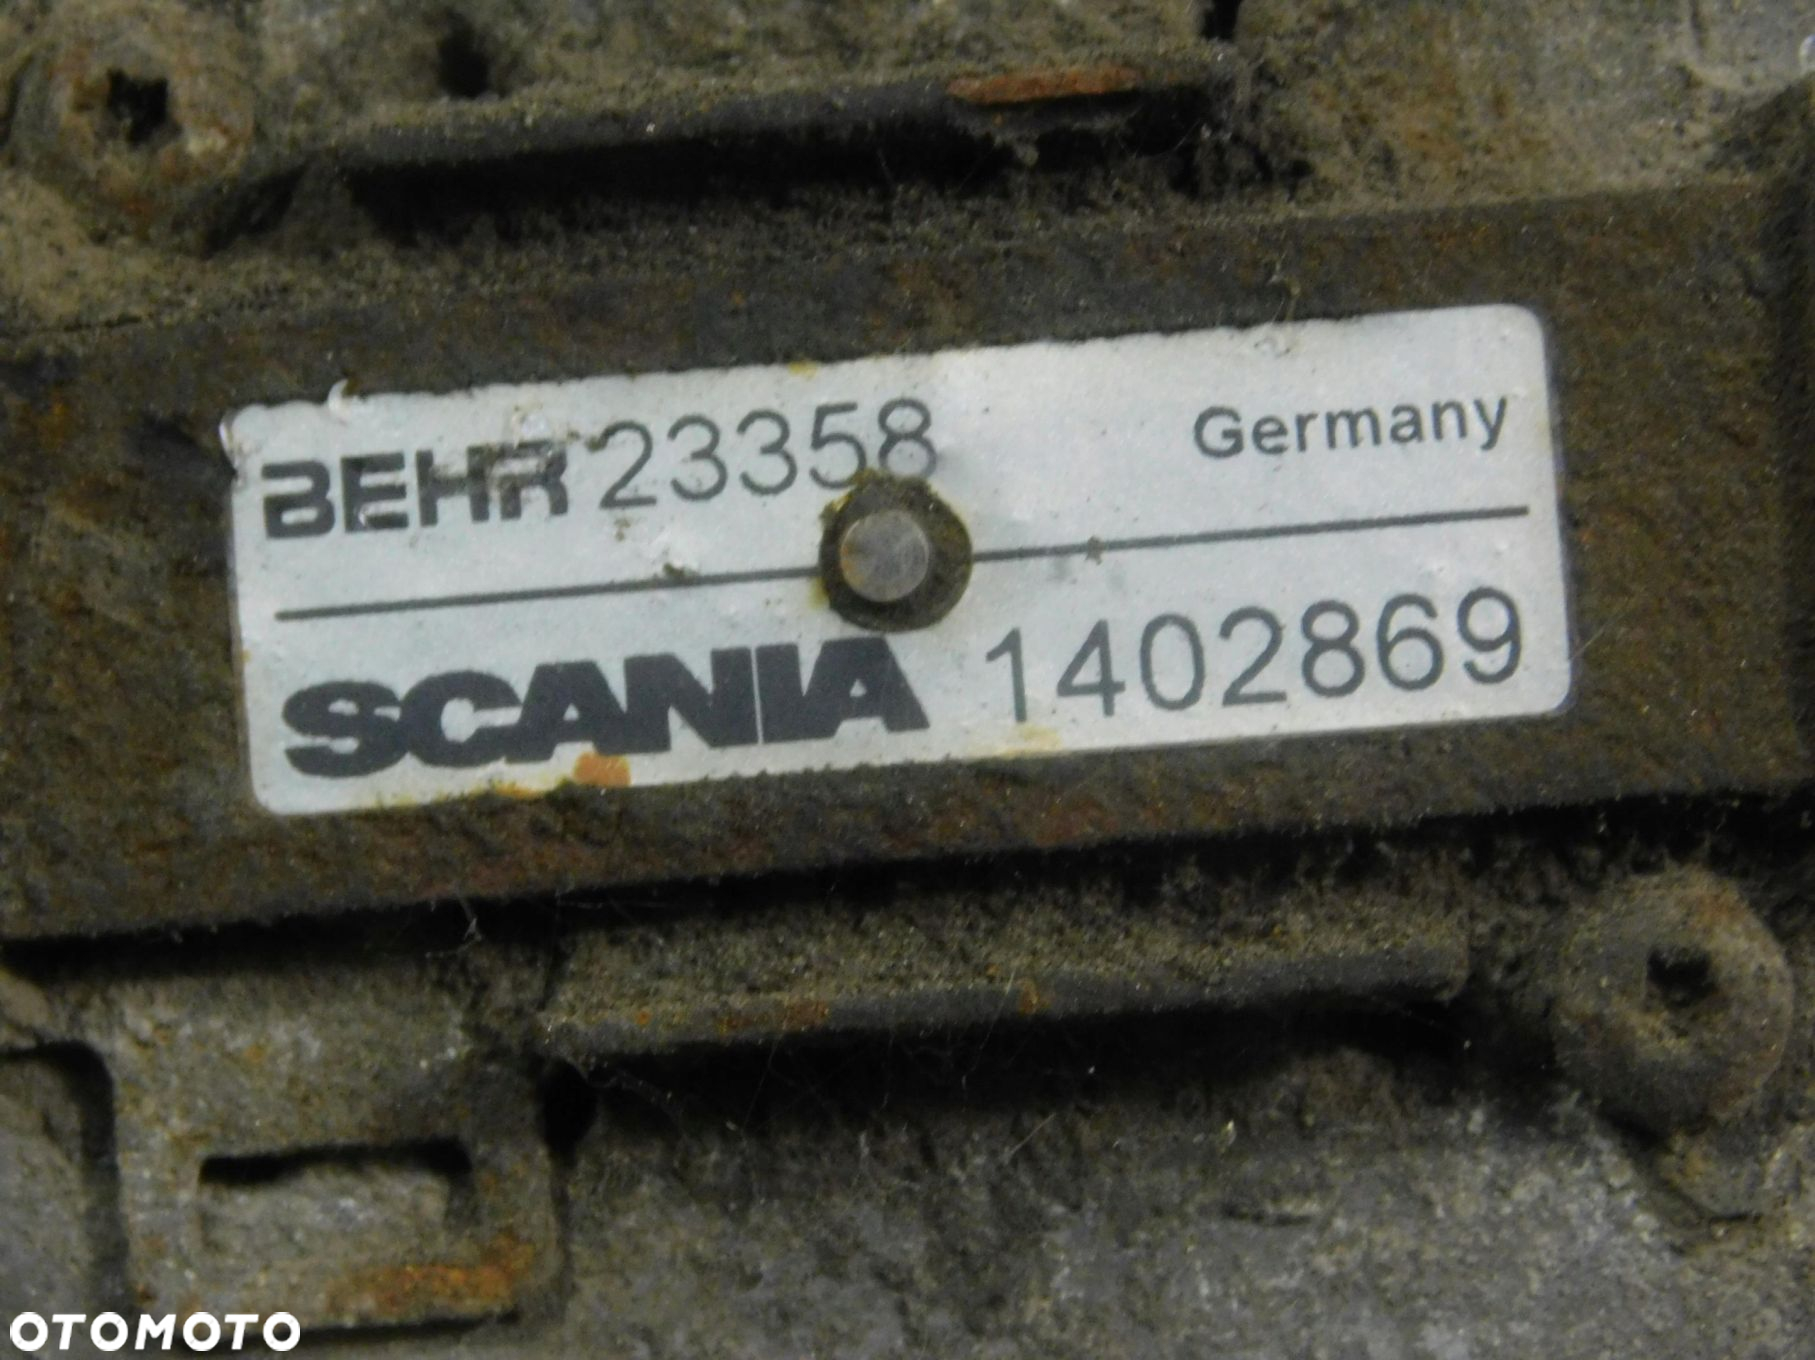 BEHR 23358 Germany
SCANIA 1402869
OTOMOTO